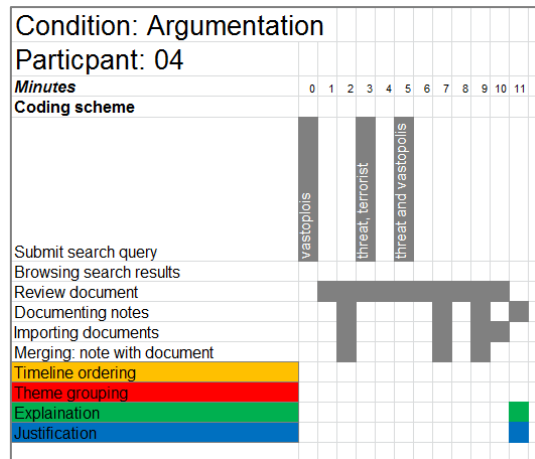 Condition: Argumentation
Particpant: 04
Minutes 0 1 2 3 4 5 6 7 8 9 10 11
Coding scheme
vastoplois
threat, terrorist
threat and vastopolis
Submit search query
Browsing search results
Review document
Documenting notes
Importing documents
Merging: note with document
Timeline ordering
Theme grouping
Explaination
Justification